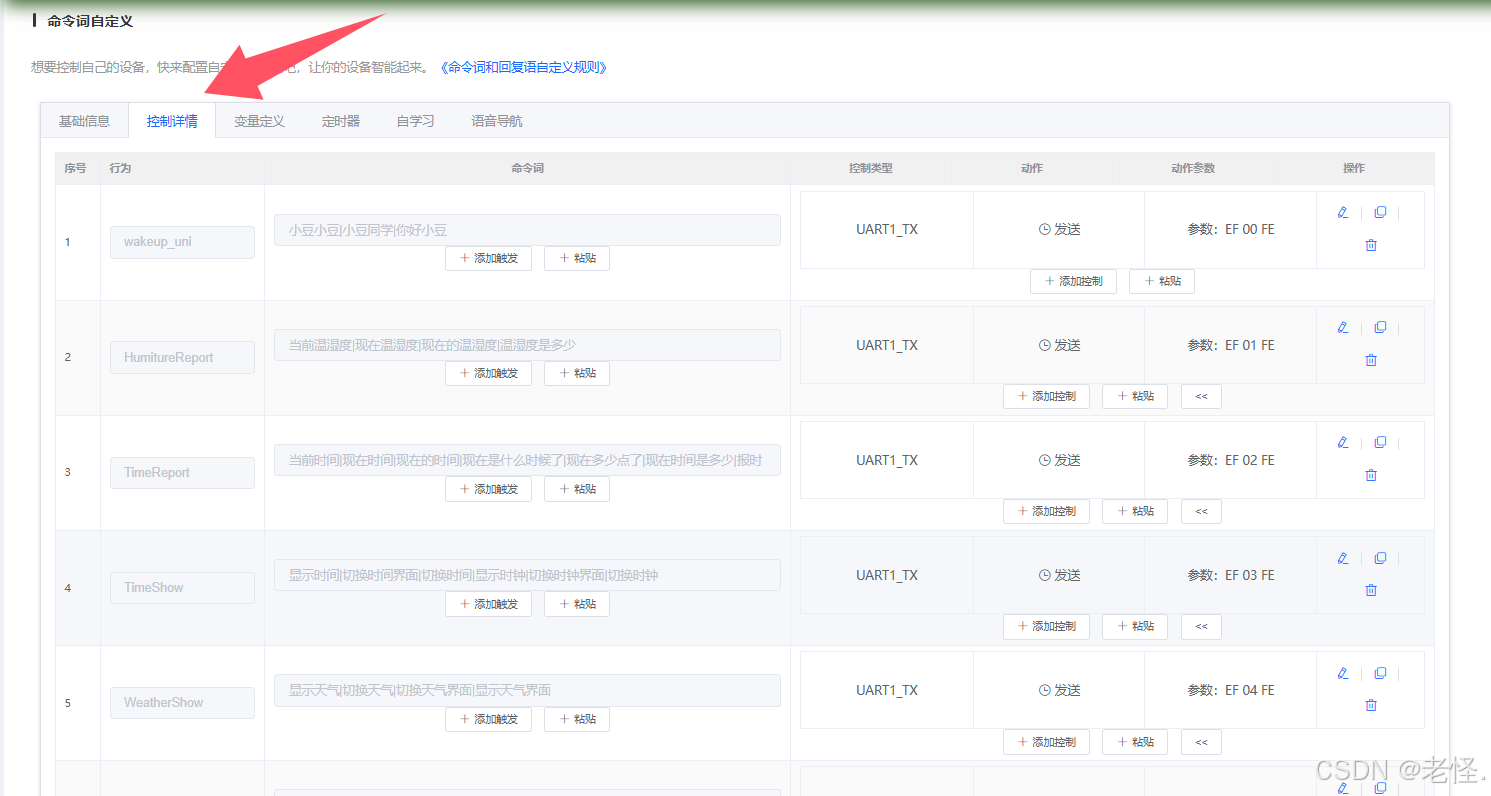 命令词自定义
想要控制自己的设备,快来配置自 ,让你的设备智能起来。 《命令词和回复语自定义规则》
基础信息 控制详情 变量定义 定时器 自学习 语音导航
序号 行为 命令词 控制类型 动作 动作参数 操作
1 wakeup_uni 小豆小豆|小豆同学|你好小豆 UART1_TX 发送 参数:EF 00 FE
+ 添加触发 + 粘贴
+ 添加控制 + 粘贴
2 HumitureReport 当前温湿度|现在温湿度|现在的温湿度|温湿度是多少 UART1_TX 发送 参数:EF 01 FE
+ 添加触发 + 粘贴
+ 添加控制 + 粘贴 <<
3 TimeReport 当前时间|现在时间|现在的时间|现在是什么时候了|现在多少点了|现在时间是多少|报时 UART1_TX 发送 参数:EF 02 FE
+ 添加触发 + 粘贴
+ 添加控制 + 粘贴 <<
4 TimeShow 显示时间|切换时间界面|切换时间|显示时钟|切换时钟界面|切换时钟 UART1_TX 发送 参数:EF 03 FE
+ 添加触发 + 粘贴
+ 添加控制 + 粘贴 <<
5 WeatherShow 显示天气|切换天气|切换天气界面|显示天气界面 UART1_TX 发送 参数:EF 04 FE
+ 添加触发 + 粘贴
+ 添加控制 + 粘贴 <<
CSDN @老怪.